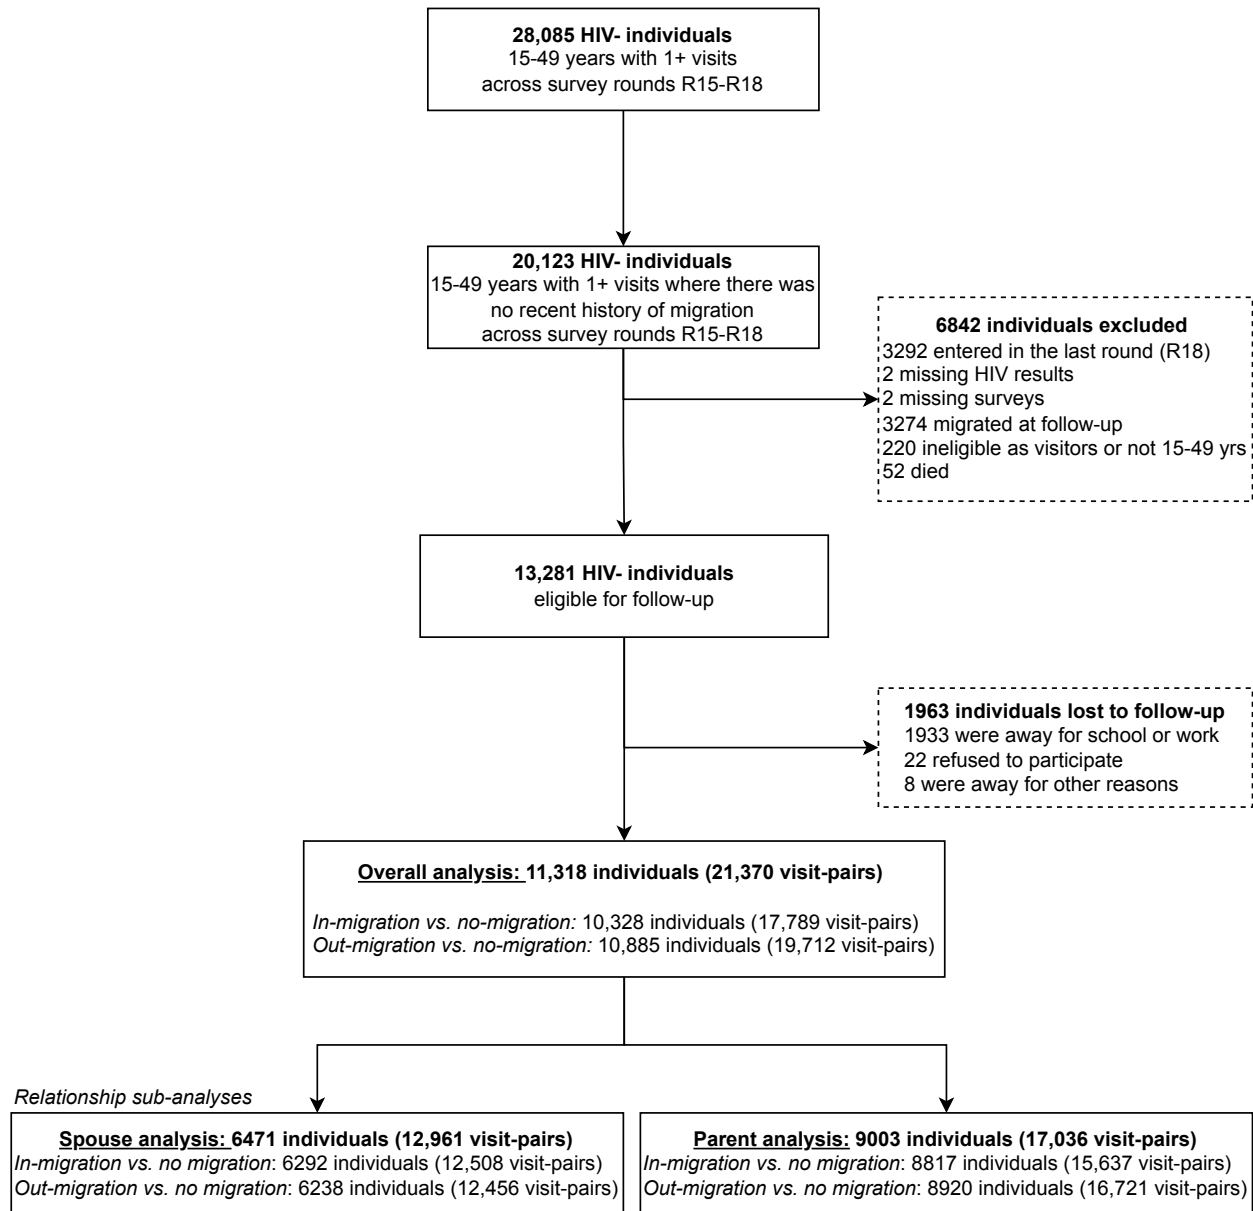 28,085 HIV- individuals
15-49 years with 1+ visits
across survey rounds R15-R18
20,123 HIV- individuals
15-49 years with 1+ visits where there was
no recent history of migration
across survey rounds R15-R18
6842 individuals excluded
3292 entered in the last round (R18)
2 missing HIV results
2 missing surveys
3274 migrated at follow-up
220 ineligible as visitors or not 15-49 yrs
52 died
13,281 HIV- individuals
eligible for follow-up
1963 individuals lost to follow-up
1933 were away for school or work
22 refused to participate
8 were away for other reasons
Overall analysis: 11,318 individuals (21,370 visit-pairs)
In-migration vs. no-migration: 10,328 individuals (17,789 visit-pairs)
Out-migration vs. no-migration: 10,885 individuals (19,712 visit-pairs)
Relationship sub-analyses
Spouse analysis: 6471 individuals (12,961 visit-pairs)
In-migration vs. no migration: 6292 individuals (12,508 visit-pairs)
Out-migration vs. no migration: 6238 individuals (12,456 visit-pairs)
Parent analysis: 9003 individuals (17,036 visit-pairs)
In-migration vs. no migration: 8817 individuals (15,637 visit-pairs)
Out-migration vs. no migration: 8920 individuals (16,721 visit-pairs)